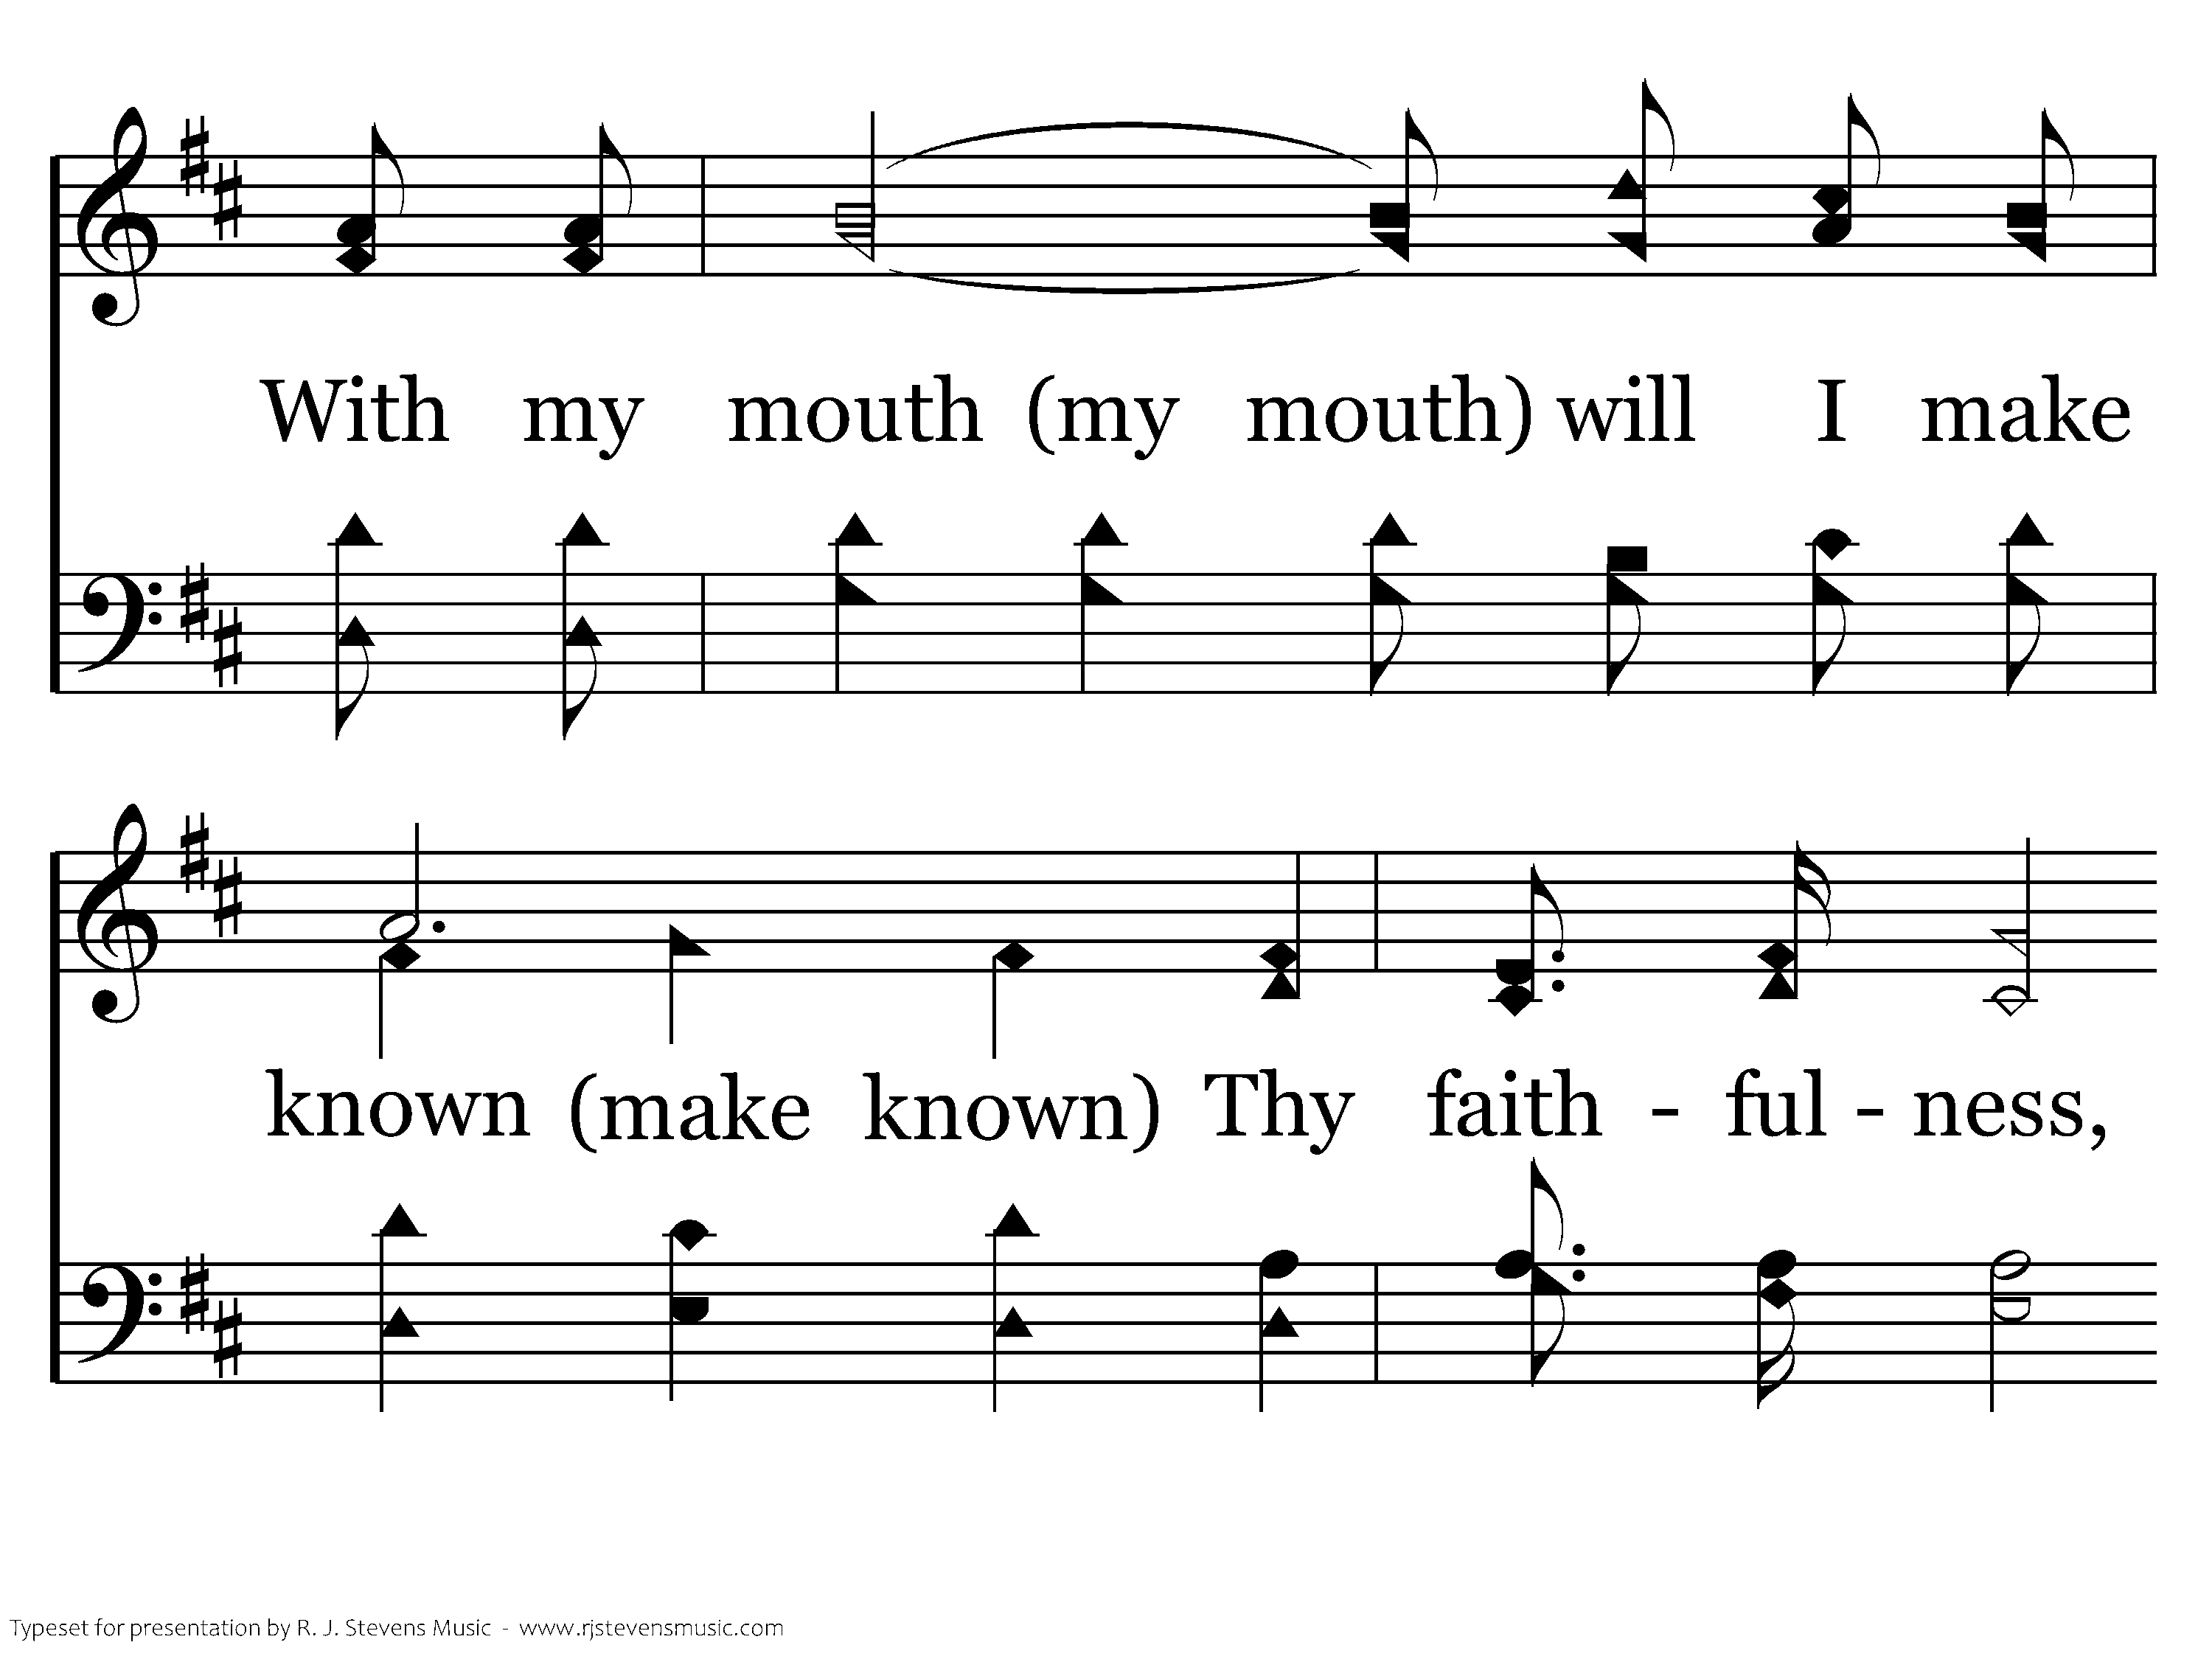 With my mouth (my mouth) will I make
known (make known) Thy faith - ful - ness,
Typeset for presentation by R. J. Stevens Music - www.rjstevensmusic.com